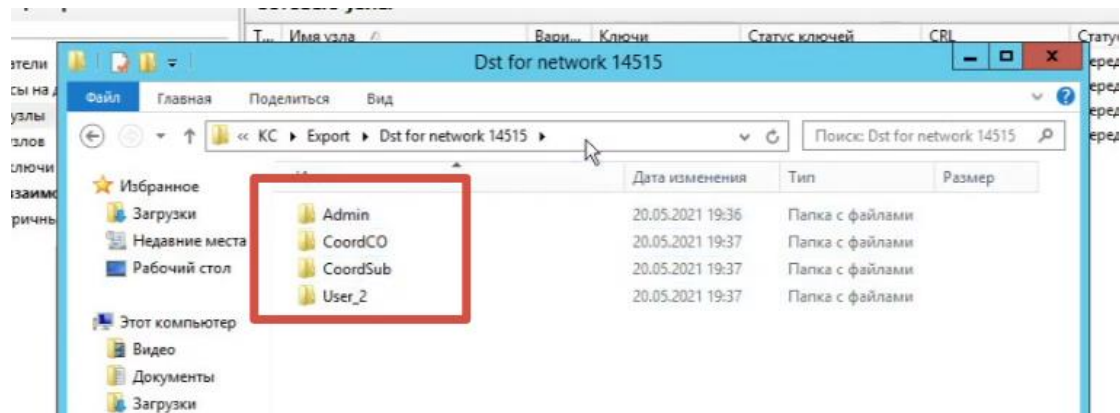 Т... Имя узла Вари... Ключи Статус ключей CRL Стату
Dst for network 14515
Файл Главная Поделиться Вид
« КС Export Dst for network 14515 Поиск: Dst for network 14515
Дата изменения Тип Размер
Избранное
Загрузки
Недавние места
Рабочий стол
Этот компьютер
Видео
Документы
Загрузки
Admin 20.05.2021 19:36 Папка с файлами
CoordCO 20.05.2021 19:37 Папка с файлами
CoordSub 20.05.2021 19:37 Папка с файлами
User_2 20.05.2021 19:37 Папка с файлами